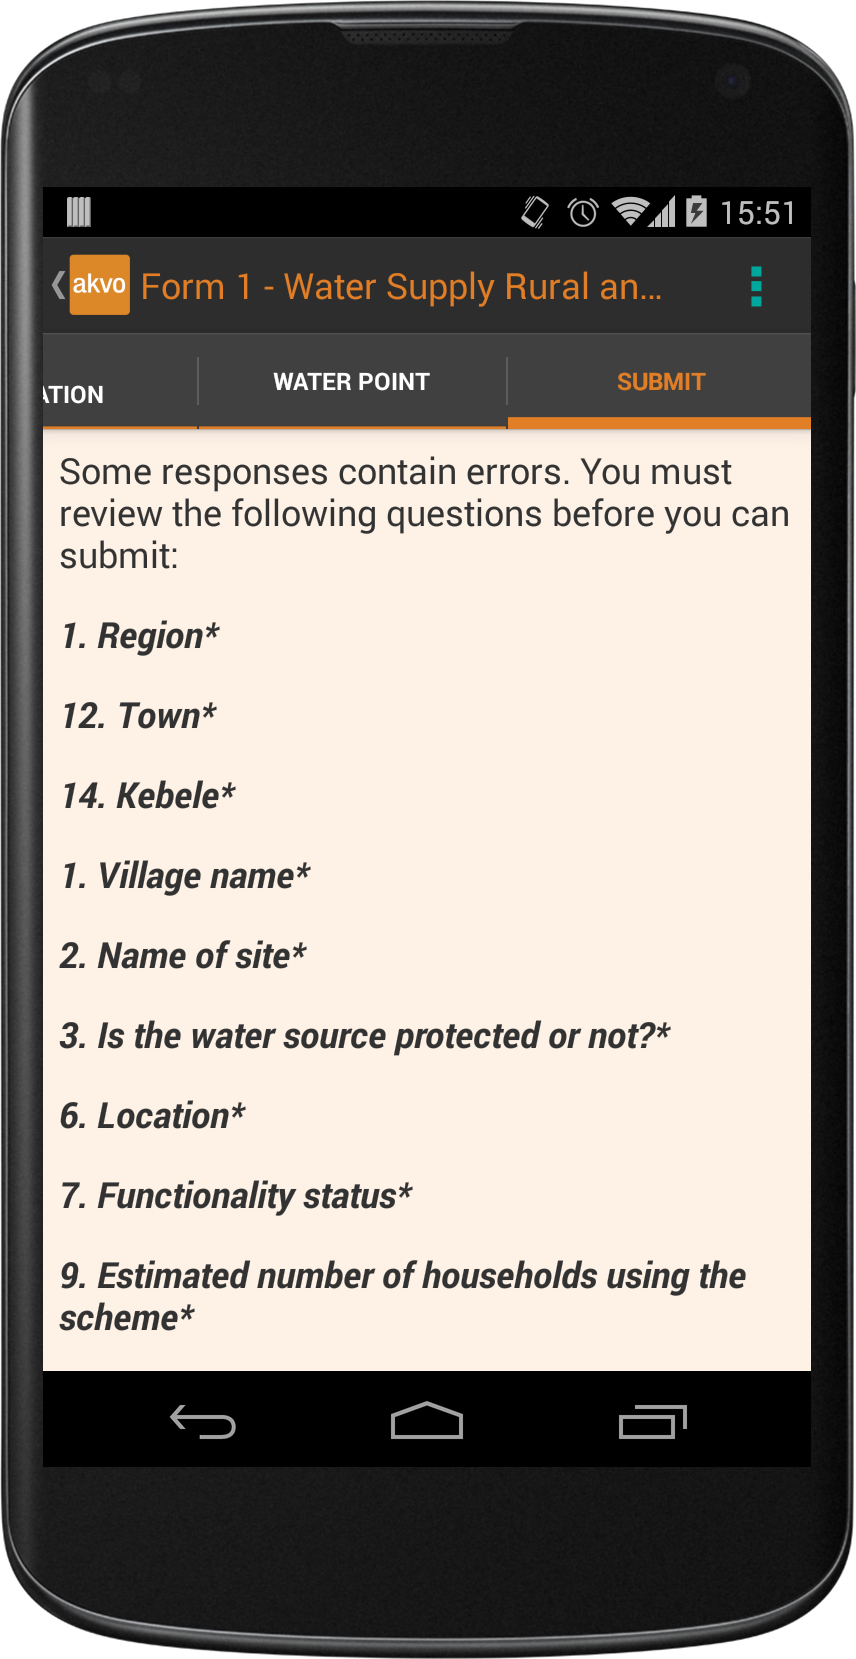 15:51
akvo Form 1 - Water Supply Rural an...
ATION WATER POINT SUBMIT
Some responses contain errors. You must
review the following questions before you can
submit:
1. Region*
12. Town*
14. Kebele*
1. Village name*
2. Name of site*
3. Is the water source protected or not?*
6. Location*
7. Functionality status*
9. Estimated number of households using the
scheme*